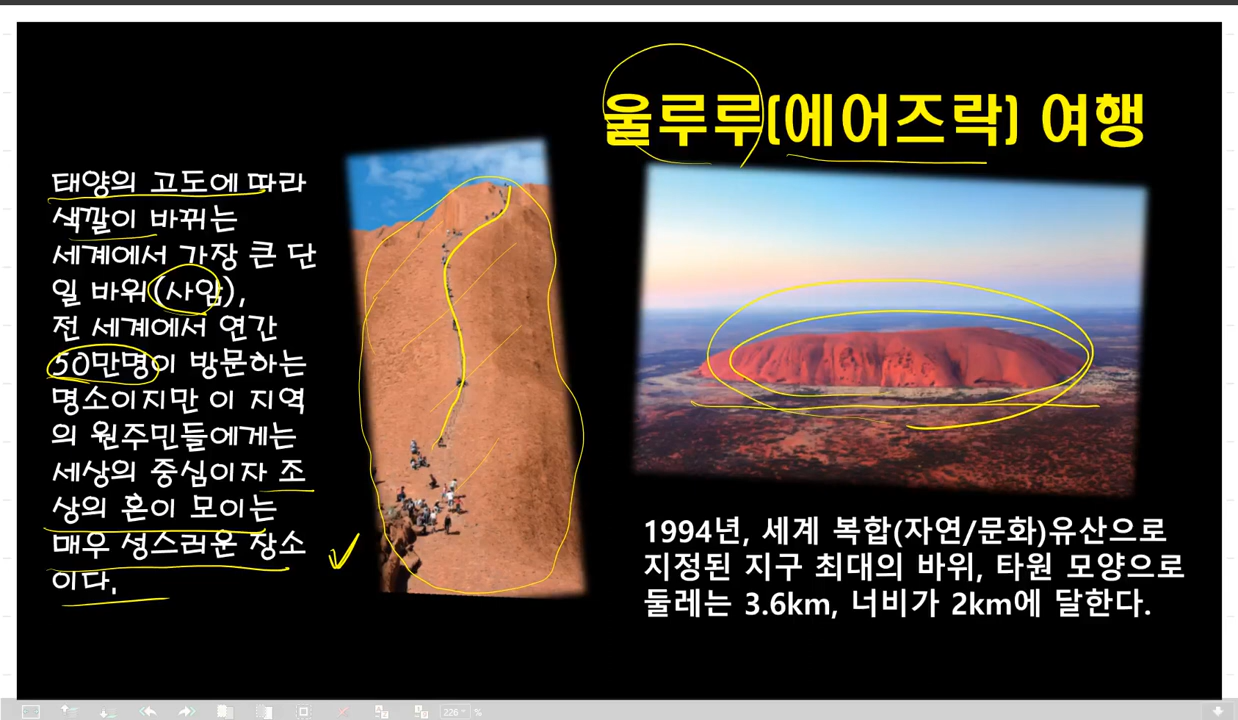 울루루(에어즈락) 여행
태양의 고도에 따라
색깔이 바뀌는
세계에서 가장 큰 단
일 바위(사암),
전 세계에서 연간
50만명이 방문하는
명소이지만 이 지역
의 원주민들에게는
세상의 중심이자 조
상의 혼이 모이는
매우 성스러운 장소
이다.
1994년, 세계 복합(자연/문화)유산으로
지정된 지구 최대의 바위, 타원 모양으로
둘레는 3.6km, 너비가 2km에 달한다.
226 %